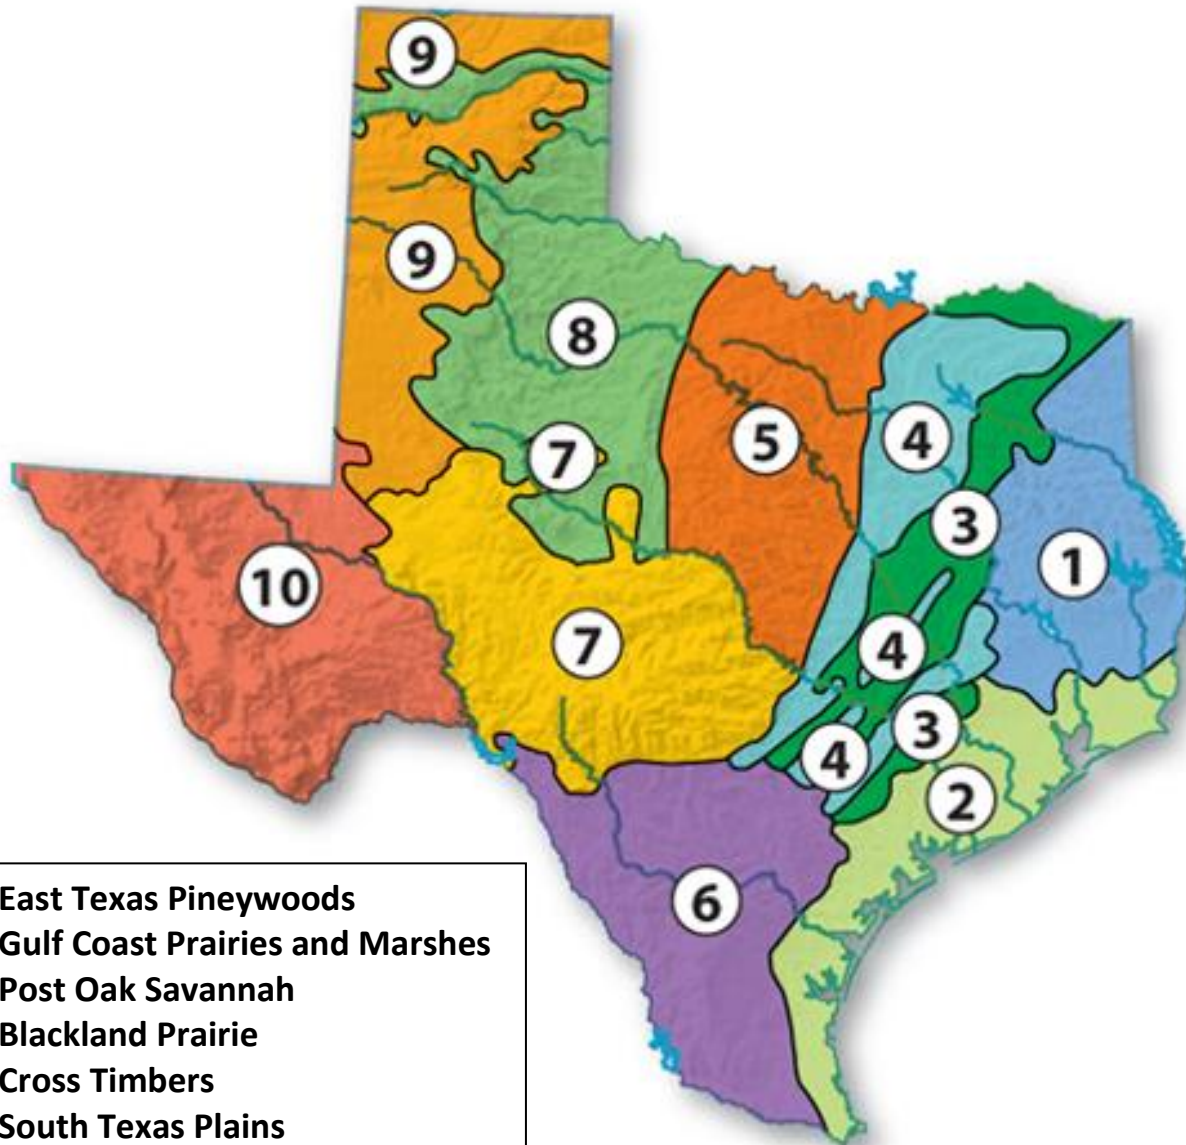 9
9
8
7
5
4
3
1
10
7
4
3
4
2
6
East Texas Pineywoods
Gulf Coast Prairies and Marshes
Post Oak Savannah
Blackland Prairie
Cross Timbers
South Texas Plains